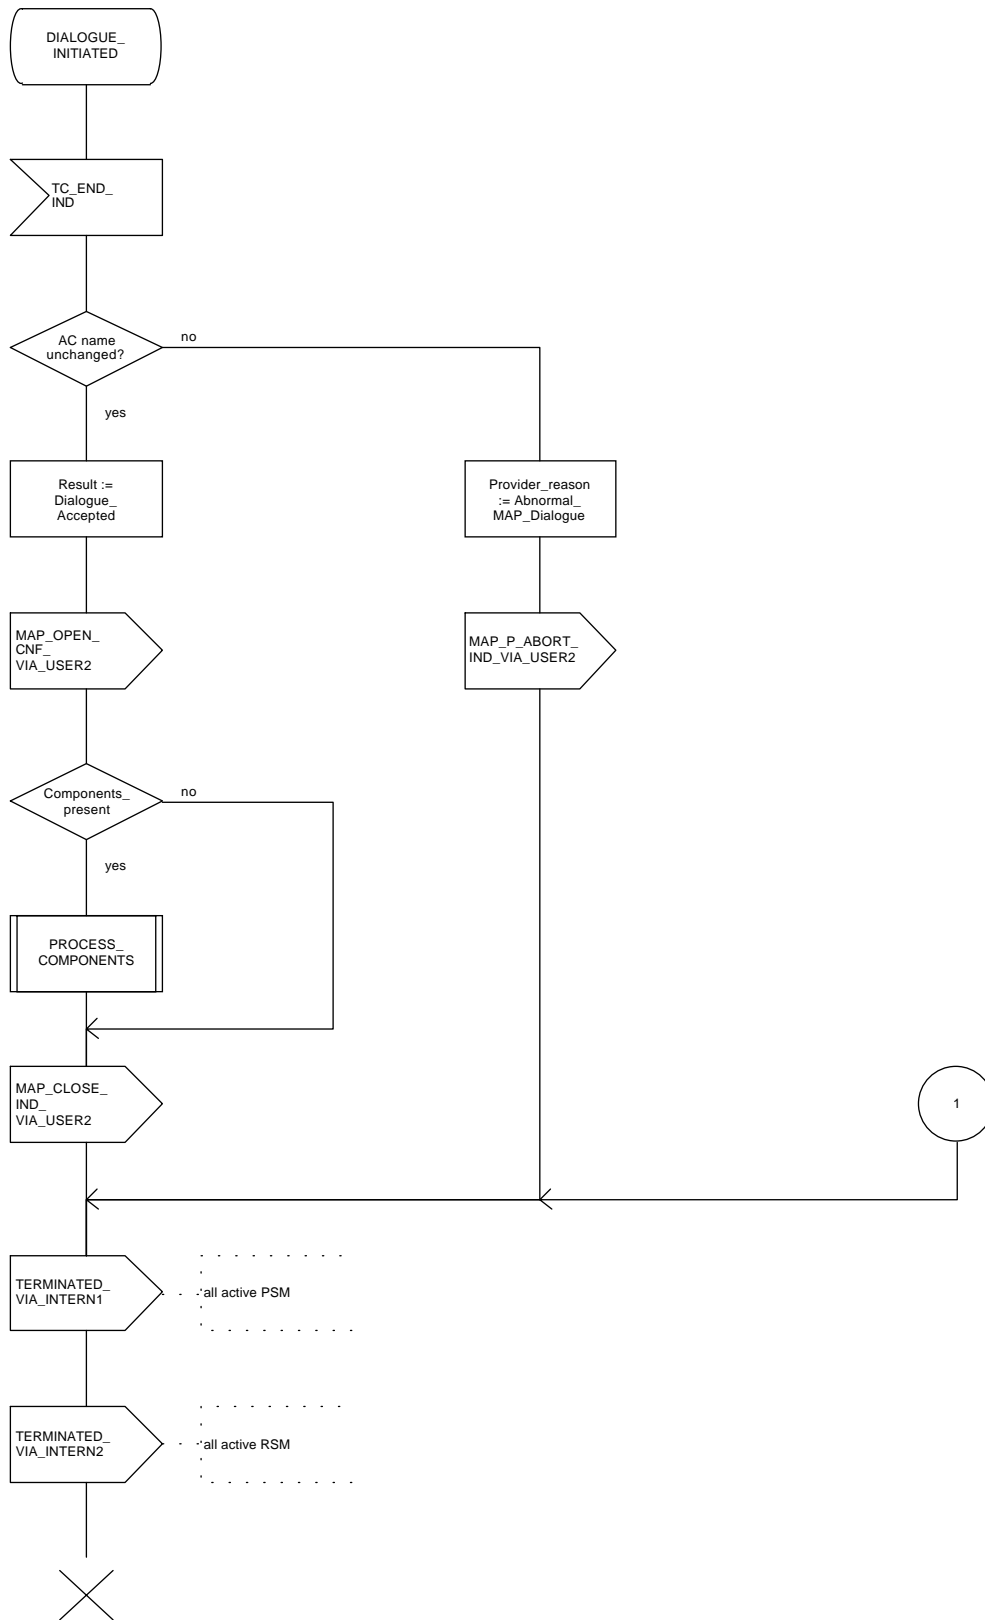 DIALOGUE_
INITIATED
TC_END_
IND
AC name
unchanged?
no
yes
Result :=
Dialogue_
Accepted
Provider_reason
:= Abnormal_
MAP_Dialogue
MAP_OPEN_
CNF_
VIA_USER2
MAP_P_ABORT_
IND_VIA_USER2
Components_
present
no
yes
PROCESS_
COMPONENTS
MAP_CLOSE_
IND_
VIA_USER2
1
TERMINATED_
VIA_INTERN1
all active PSM
TERMINATED_
VIA_INTERN2
all active RSM